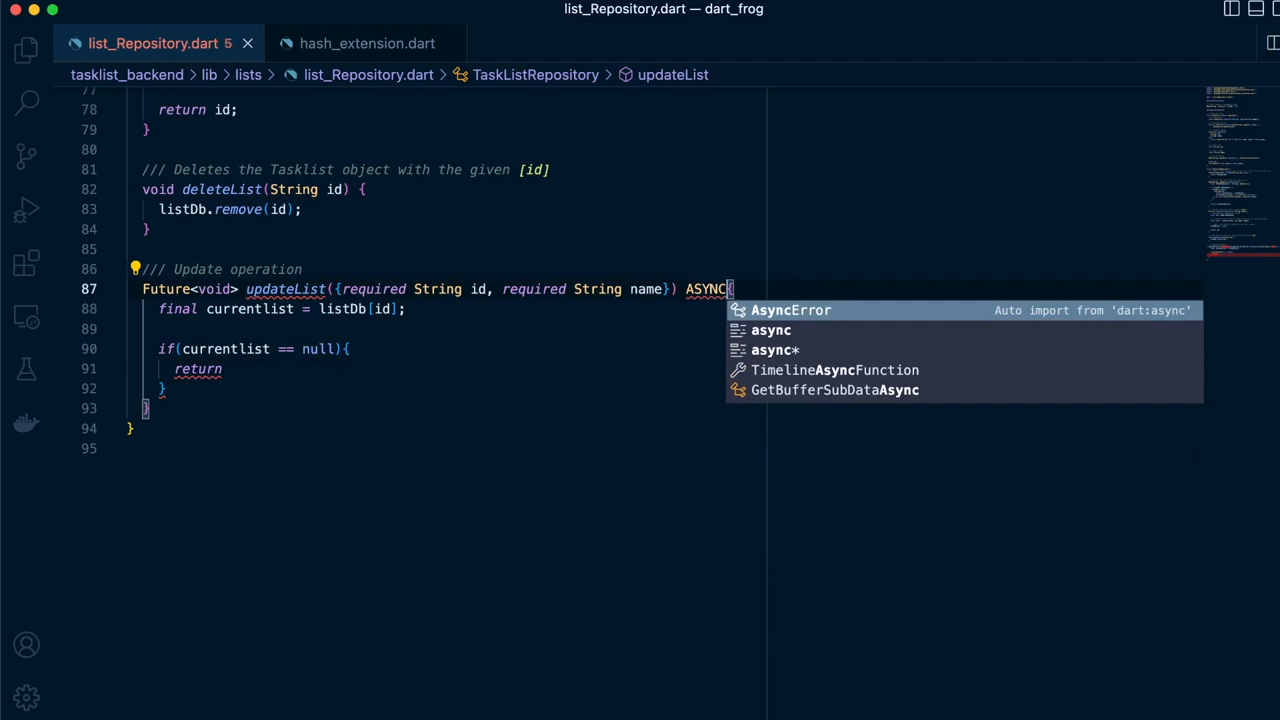 list_Repository.dart — dart_frog
list_Repository.dart 5
hash_extension.dart
tasklist_backend > lib > lists > list_Repository.dart > TaskListRepository > updateList
77
78 return id;
79 }
80
81 /// Deletes the Tasklist object with the given [id]
82 void deleteList(String id) {
83 listDb.remove(id);
84 }
85
86 /// Update operation
87 Future<void> updateList({required String id, required String name}) ASYNC{
AsyncError Auto import from 'dart:async'
88 final currentlist = listDb[id];
async
89
async*
90 if(currentlist == null){
TimelineAsyncFunction
91 return
GetBufferSubDataAsync
92 }
93 }
94 }
95